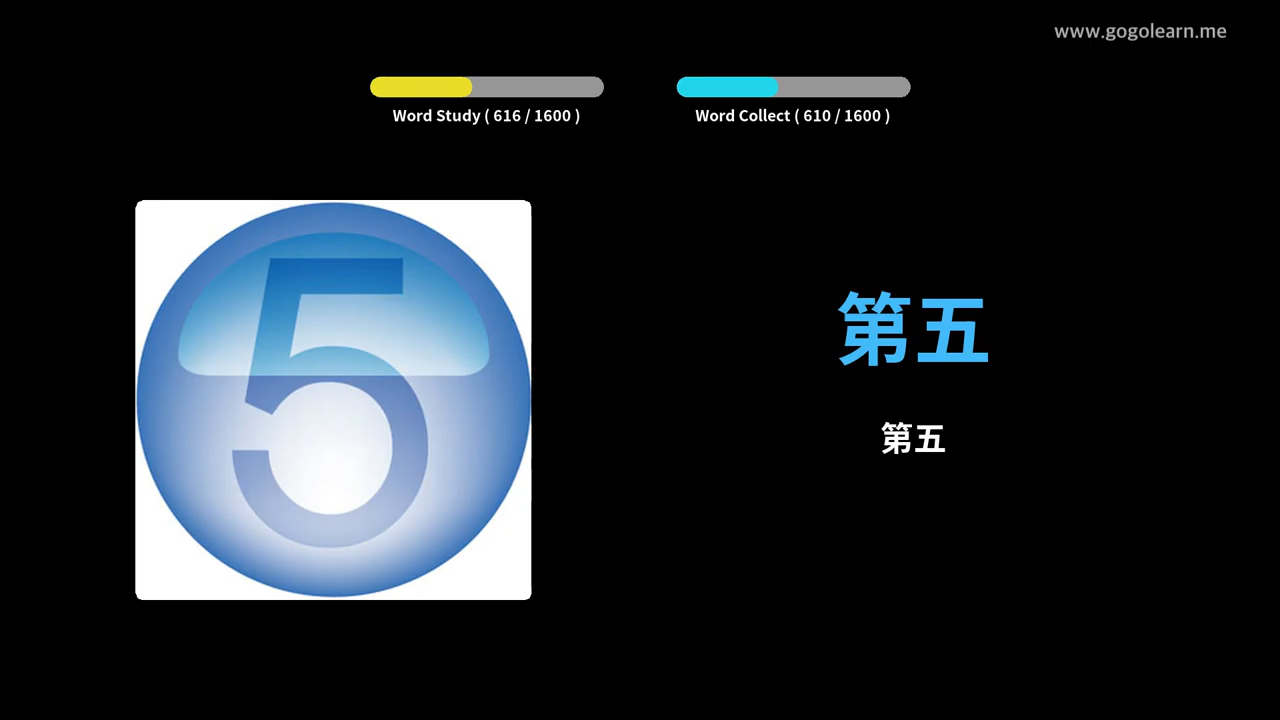 www.gogolearn.me
Word Study ( 616 / 1600 )
Word Collect ( 610 / 1600 )
5
第五
第五